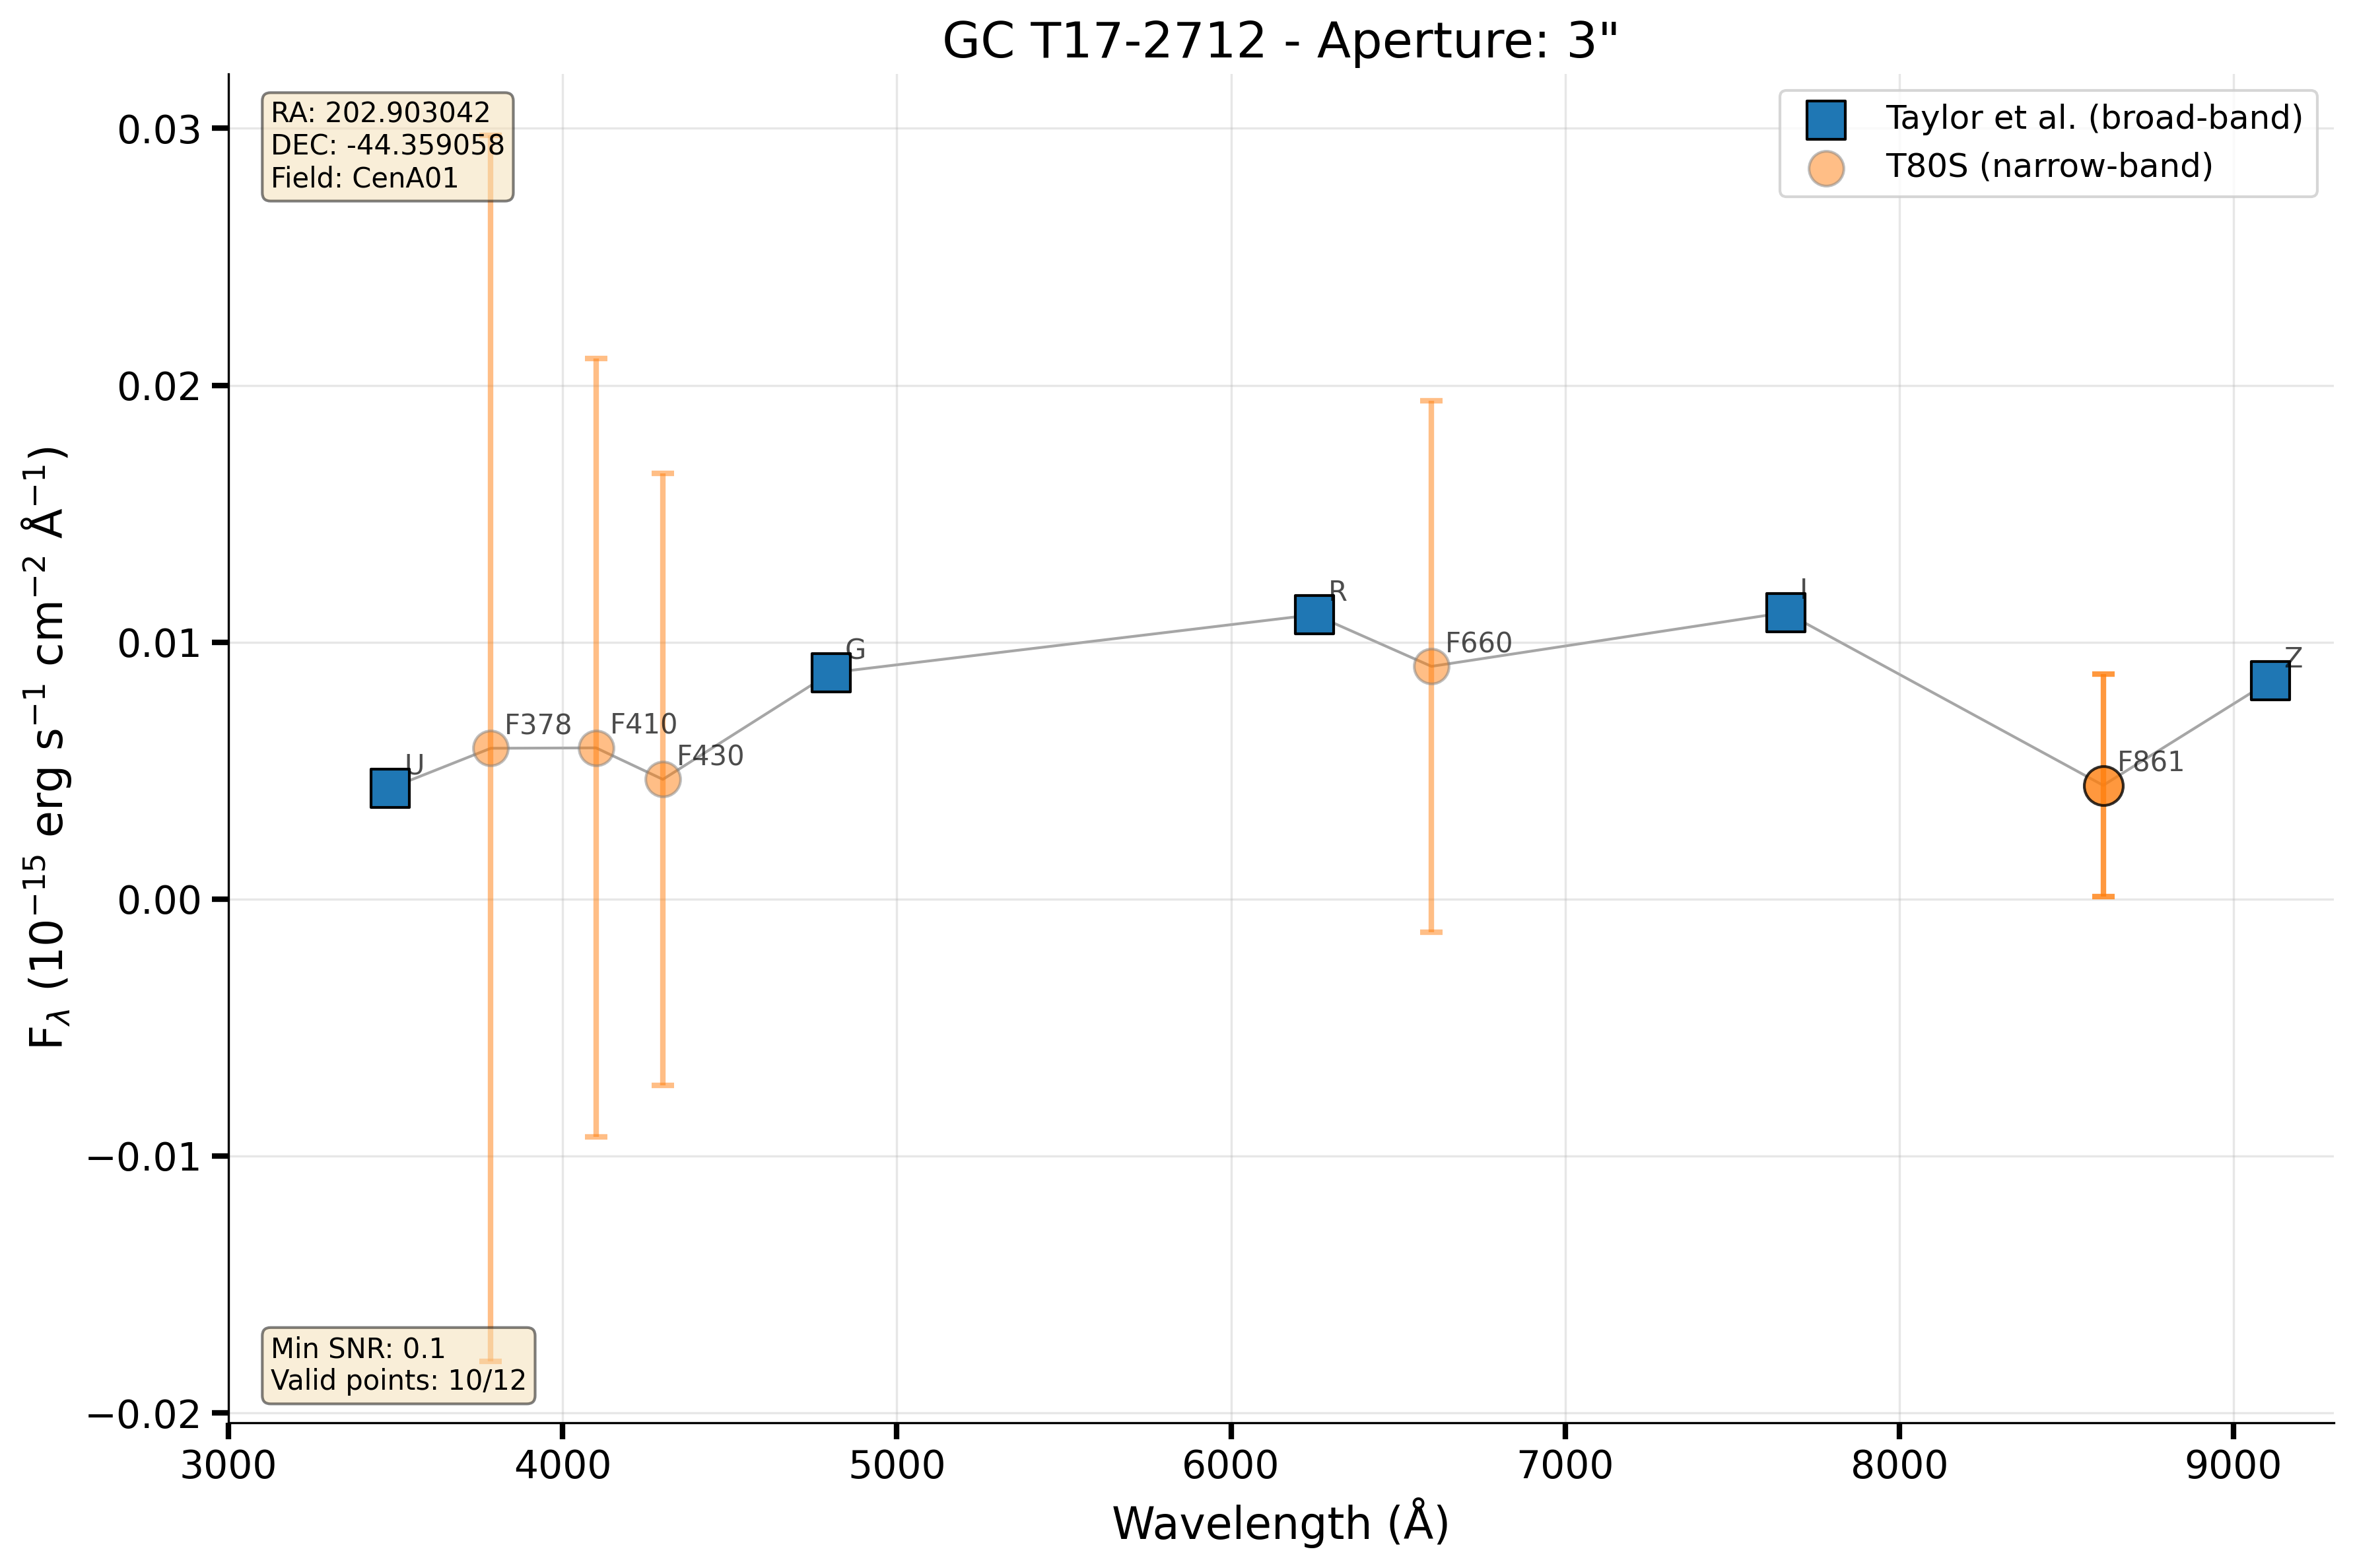 GC T17-2712 - Aperture: 3"
RA: 202.903042
DEC: -44.359058
Field: CenA01
Taylor et al. (broad-band)
T80S (narrow-band)
0.03
0.02
0.01
0.00
−0.01
−0.02
F_λ (10⁻¹⁵ erg s⁻¹ cm⁻² Å⁻¹)
U
F378
F410
F430
G
R
F660
I
F861
Z
Min SNR: 0.1
Valid points: 10/12
3000 4000 5000 6000 7000 8000 9000
Wavelength (Å)